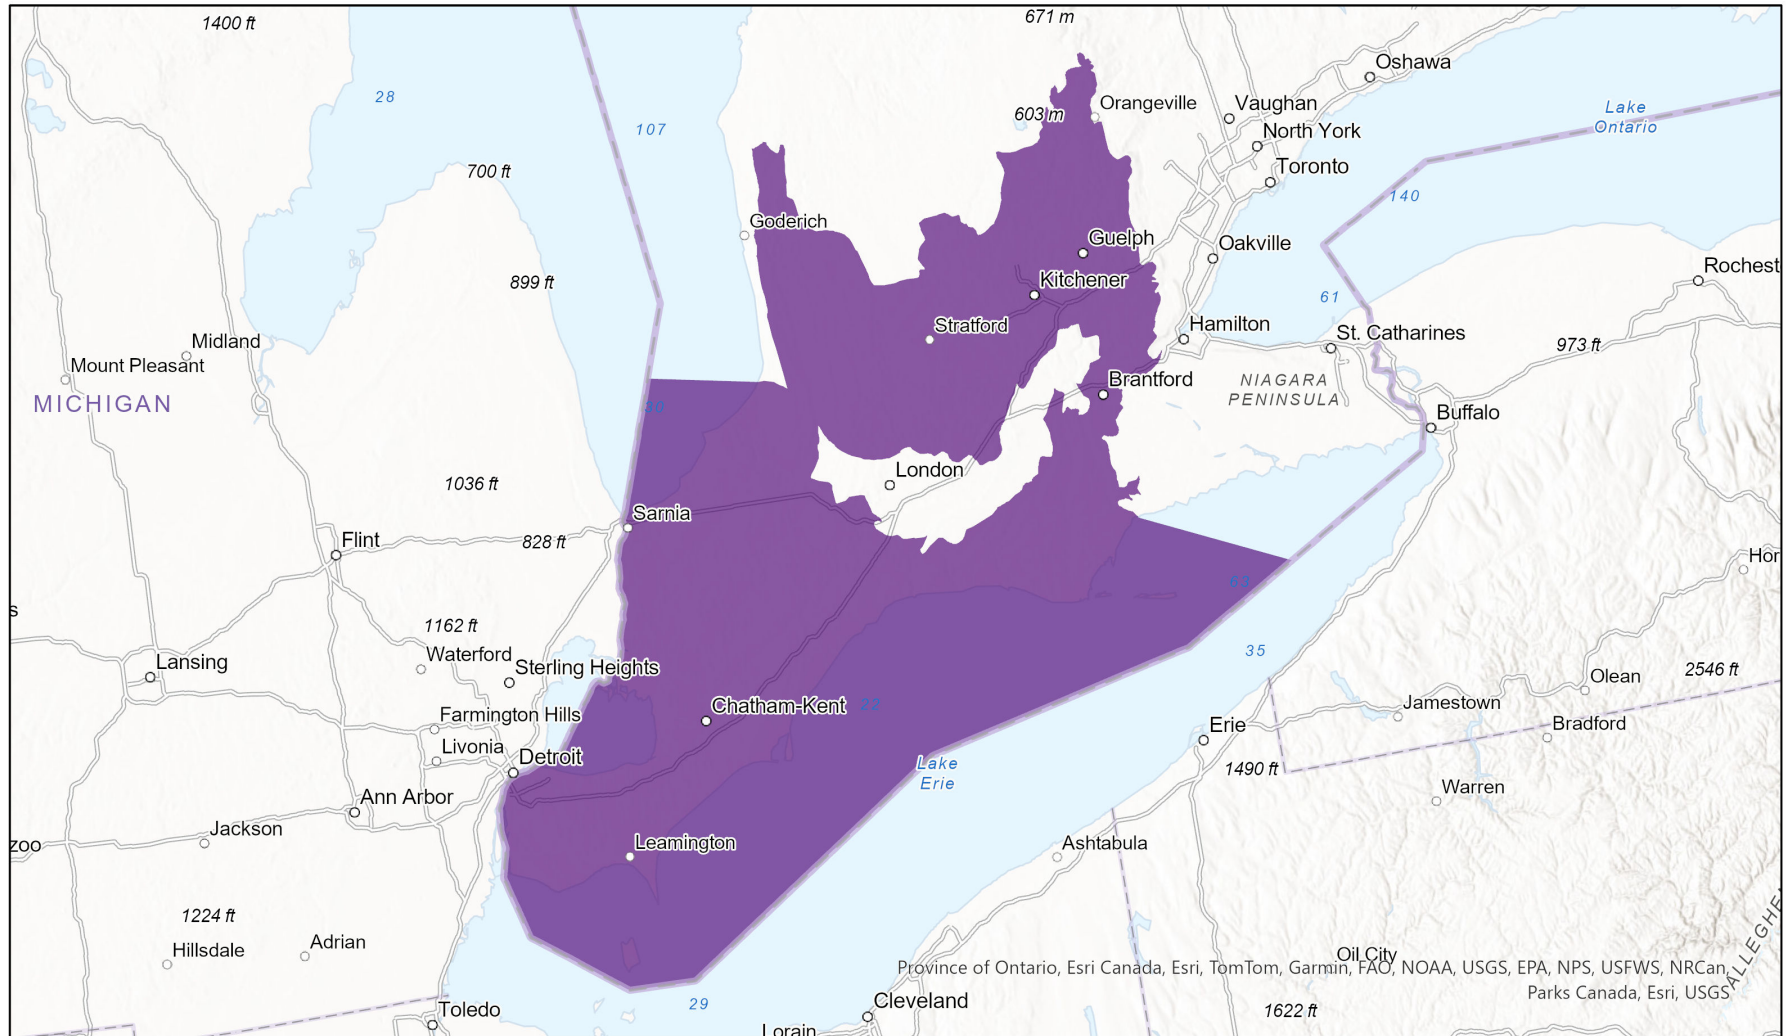 1400 ft
671 m
Oshawa
28
107
603 m
Orangeville
Vaughan
North York
Lake
Ontario
Toronto
700 ft
140
Goderich
Guelph
Oakville
Rochest
899 ft
Kitchener
61
Midland
Stratford
Hamilton
St. Catharines
973 ft
Mount Pleasant
MICHIGAN
30
Brantford
NIAGARA
PENINSULA
Buffalo
1036 ft
London
Sarnia
Flint
828 ft
Hor
53
s
1162 ft
Waterford
Lansing
Sterling Heights
35
Olean
2546 ft
Chatham-Kent
22
Jamestown
Farmington Hills
Erie
Bradford
Livonia
Detroit
Lake
Erie
1490 ft
Warren
Ann Arbor
Jackson
zoo
Leamington
Ashtabula
1224 ft
Hillsdale
Adrian
ALLEGHE
Oil City
Province of Ontario, Esri Canada, Esri, TomTom, Garmin, FAO, NOAA, USGS, EPA, NPS, USFWS, NRCan,
Parks Canada, Esri, USGS
29
Toledo
Cleveland
1622 ft
Lorain